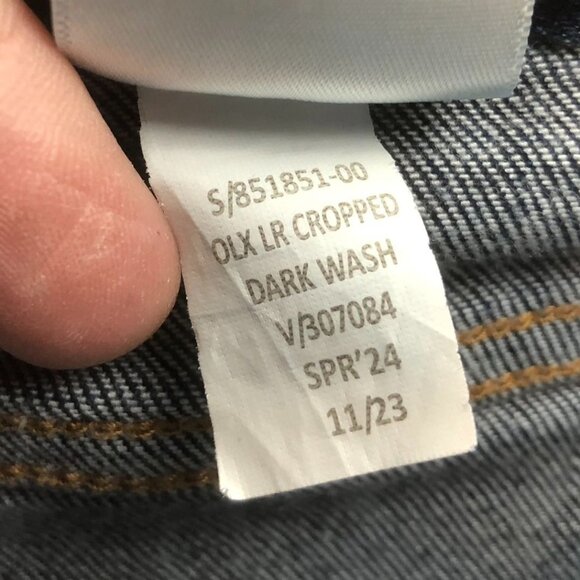 S/851851-00
OLX LR CROPPED
DARK WASH
V/307084
SPR'24
11/23